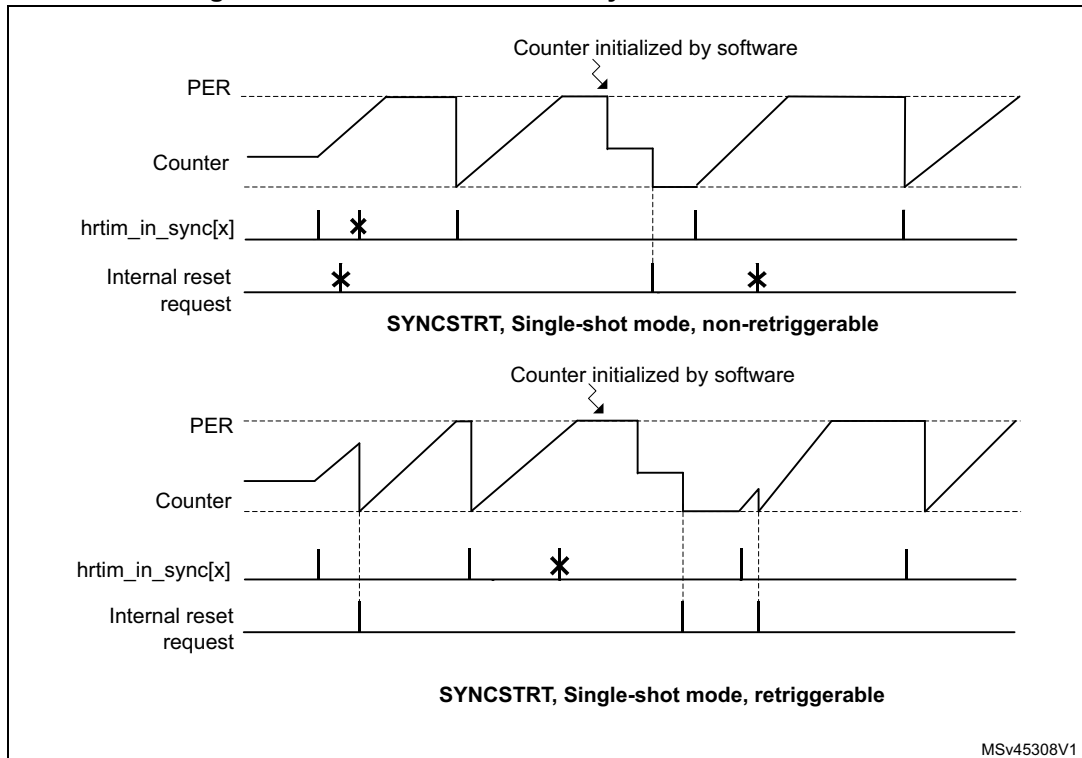 Counter initialized by software
PER
Counter
hrtim_in_sync[x]
Internal reset
request
SYNCSTRT, Single-shot mode, non-retriggerable
Counter initialized by software
PER
Counter
hrtim_in_sync[x]
Internal reset
request
SYNCSTRT, Single-shot mode, retriggerable
MSv45308V1